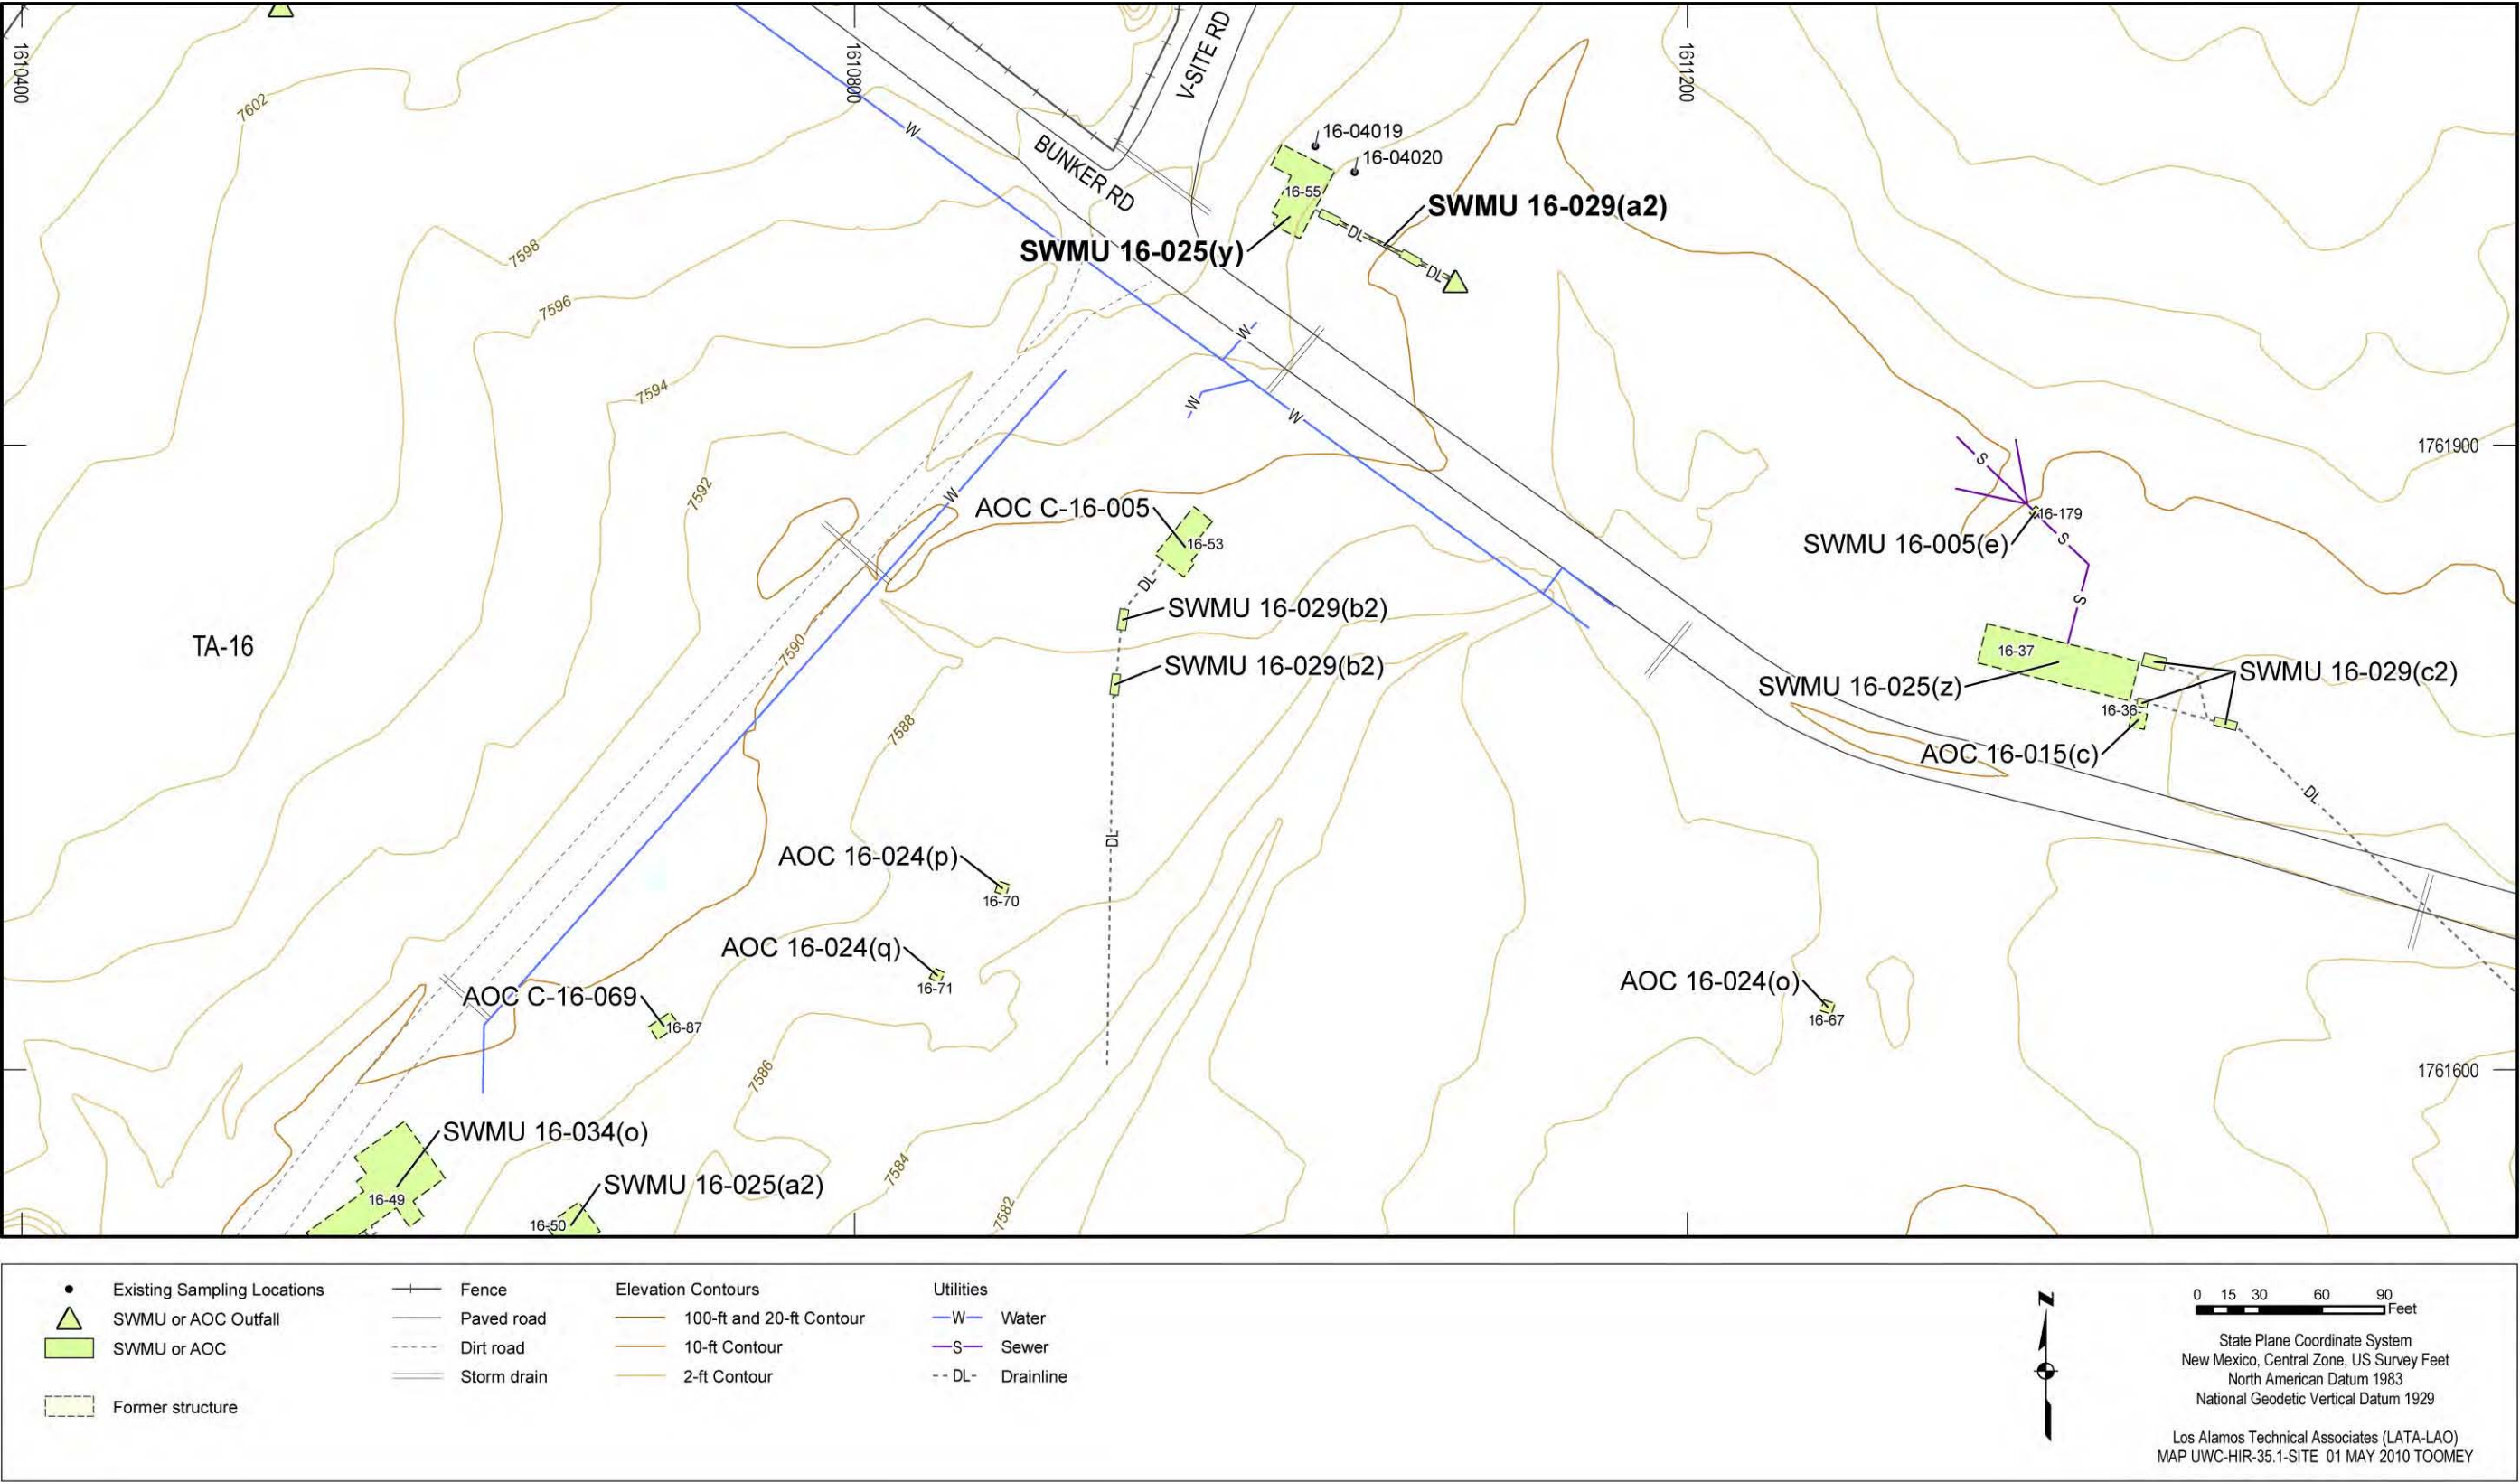 1610400
1610800
1611200
7602
W
BUNKER RD
V-SITE RD
16-04019
16-04020
16-55
SWMU 16-029(a2)
DL
DL
SWMU 16-025(y)
7598
7596
W
W
W
7594
1761900
7592
W
AOC C-16-005
16-53
DL
S
16-179
SWMU 16-005(e)
S
S
SWMU 16-029(b2)
TA-16
7590
SWMU 16-029(b2)
16-37
SWMU 16-025(z)
SWMU 16-029(c2)
16-36
AOC 16-015(c)
7588
DL
DL
AOC 16-024(p)
16-70
AOC 16-024(q)
16-71
AOC C-16-069
16-87
AOC 16-024(o)
16-67
1761600
7586
SWMU 16-034(o)
16-49
SWMU 16-025(a2)
16-50
7584
7582
Existing Sampling Locations
SWMU or AOC Outfall
SWMU or AOC
Former structure
Fence
Paved road
Dirt road
Storm drain
Elevation Contours
100-ft and 20-ft Contour
10-ft Contour
2-ft Contour
Utilities
W Water
S Sewer
DL Drainline
N
0 15 30 60 90
Feet
State Plane Coordinate System
New Mexico, Central Zone, US Survey Feet
North American Datum 1983
National Geodetic Vertical Datum 1929
Los Alamos Technical Associates (LATA-LAO)
MAP UWC-HIR-35.1-SITE 01 MAY 2010 TOOMEY